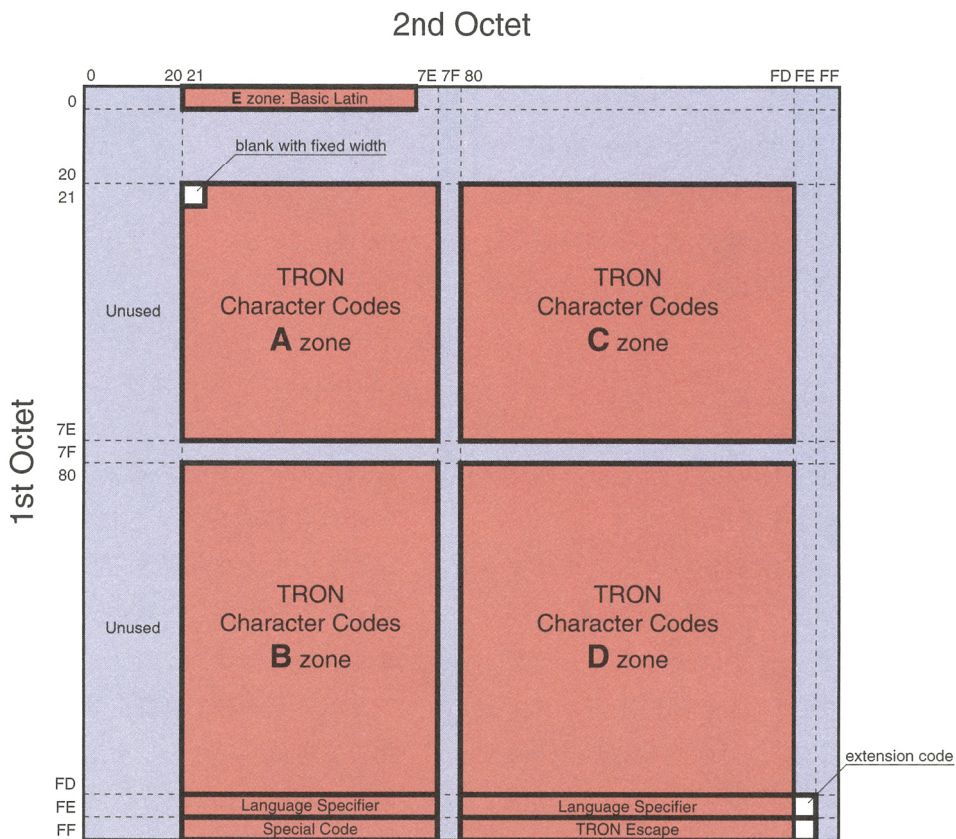 2nd Octet
0 20 21 7E 7F 80 FD FE FF
0
E zone: Basic Latin
blank with fixed width
20
21
TRON
Character Codes
A zone
TRON
Character Codes
C zone
Unused
1st Octet
7E
7F
80
TRON
Character Codes
B zone
TRON
Character Codes
D zone
Unused
extension code
FD
FE
Language Specifier
Language Specifier
FF
Special Code
TRON Escape